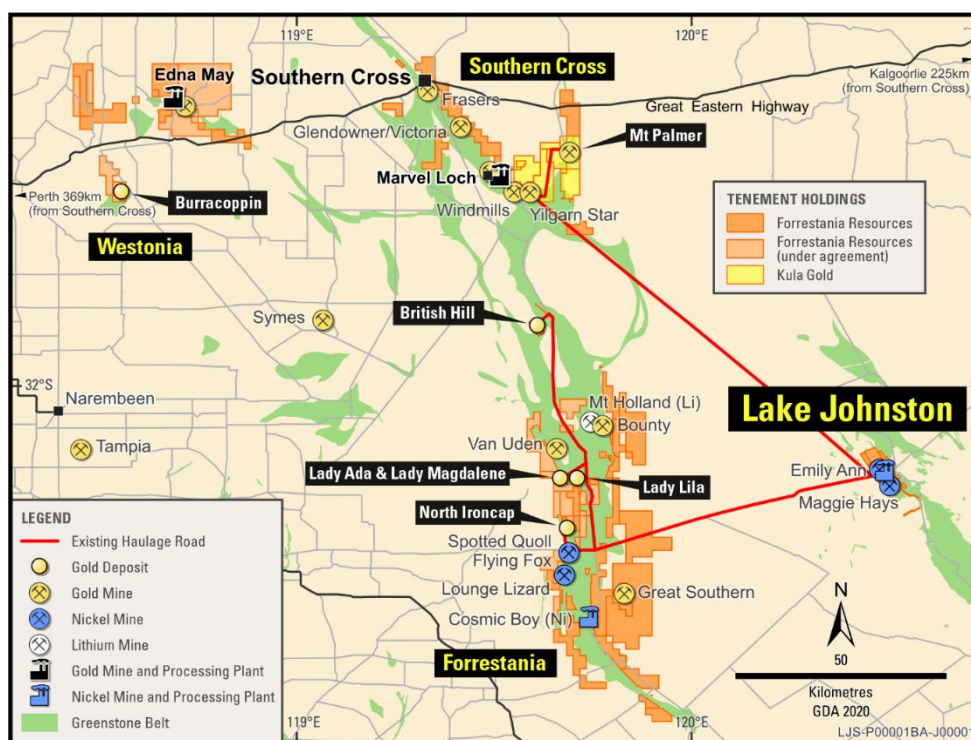 119°E
120°E
Edna May
Southern Cross
Southern Cross
Kalgoorlie 225km
(from Southern Cross)
Frasers
Great Eastern Highway
Glendowner/Victoria
Mt Palmer
Marvel Loch
Perth 369km
(from Southern Cross)
Burracoppin
Windmills
Yilgarn Star
Westonia
TENEMENT HOLDINGS
Forrestania Resources
Forrestania Resources
(under agreement)
Kula Gold
British Hill
Symes
32°S
Narembeen
Mt Holland (Li)
Bounty
Lake Johnston
Tampia
Van Uden
Lady Ada & Lady Magdalene
Lady Lila
Emily Ann
Maggie Hays
North Ironcap
Spotted Quoll
Flying Fox
Lounge Lizard
Great Southern
Cosmic Boy (Ni)
Forrestania
LEGEND
Existing Haulage Road
Gold Deposit
Gold Mine
Nickel Mine
Lithium Mine
Gold Mine and Processing Plant
Nickel Mine and Processing Plant
Greenstone Belt
N
50
Kilometres
GDA 2020
119°E
120°E
LJS-P00001BA-J00001